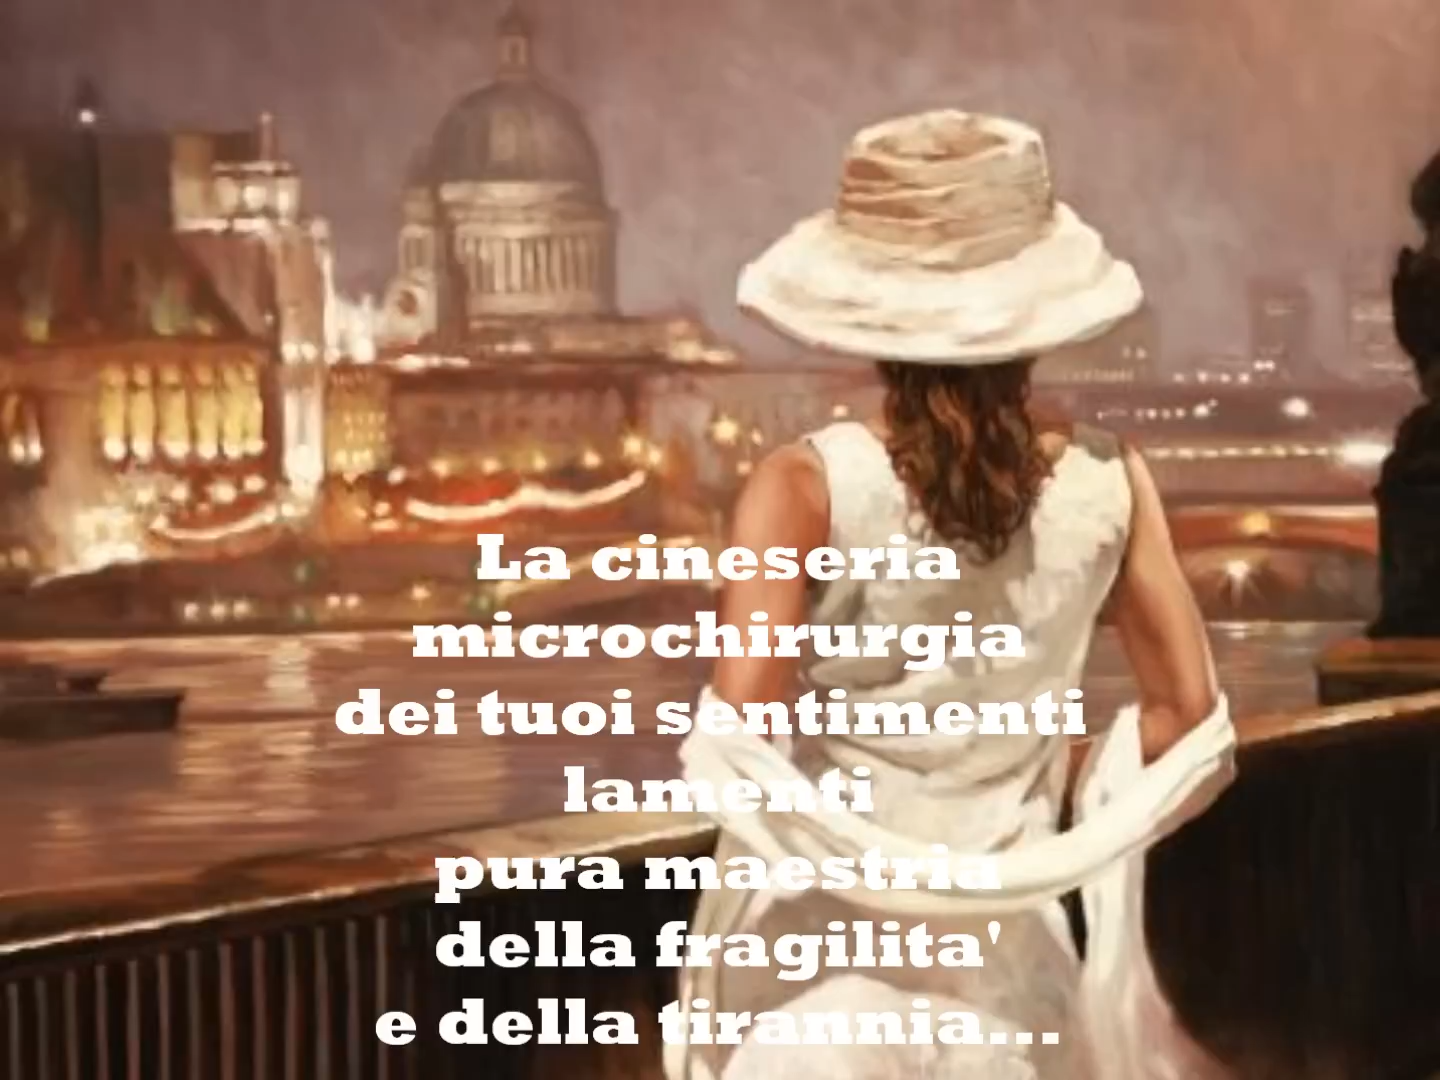 La cineseria
microchirurgia
dei tuoi sentimenti
lamenti
pura maestria
della fragilita'
e della tirannia...